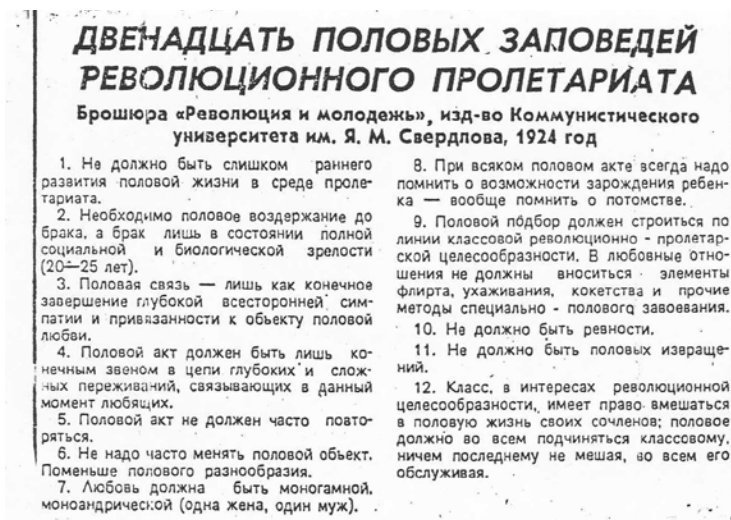 ДВЕНАДЦАТЬ ПОЛОВЫХ ЗАПОВЕДЕЙ
РЕВОЛЮЦИОННОГО ПРОЛЕТАРИАТА
Брошюра «Революция и молодежь», изд-во Коммунистического
университета им. Я. М. Свердлова, 1924 год
1. Не должно быть слишком раннего
развития половой жизни в среде проле-
тариата.
2. Необходимо половое воздержание до
брака, а брак лишь в состоянии полной
социальной и биологической зрелости
(20—25 лет).
3. Половая связь — лишь как конечное
завершение глубокой всесторонней сим-
патии и привязанности к объекту половой
любви.
4. Половой акт должен быть лишь ко-
нечным звеном в цепи глубоких и слож-
ных переживаний, связывающих в данный
момент любящих.
5. Половой акт не должен часто повто-
ряться.
6. Не надо часто менять половой объект.
Поменьше полового разнообразия.
7. Любовь должна быть моногамной,
моноандрической (одна жена, один муж).
8. При всяком половом акте всегда надо
помнить о возможности зарождения ребен-
ка — вообще помнить о потомстве.
9. Половой подбор должен строиться по
линии классовой революционно - пролетар-
ской целесообразности. В любовные отно-
шения не должны вноситься элементы
флирта, ухаживания, кокетства и прочие
методы специально - полового завоевания.
10. Не должно быть ревности.
11. Не должно быть половых извраще-
ний.
12. Класс, в интересах революционной
целесообразности, имеет право вмешаться
в половую жизнь своих сочленов; половое
должно во всем подчиняться классовому,
ничем последнему не мешая, во всем его
обслуживая.